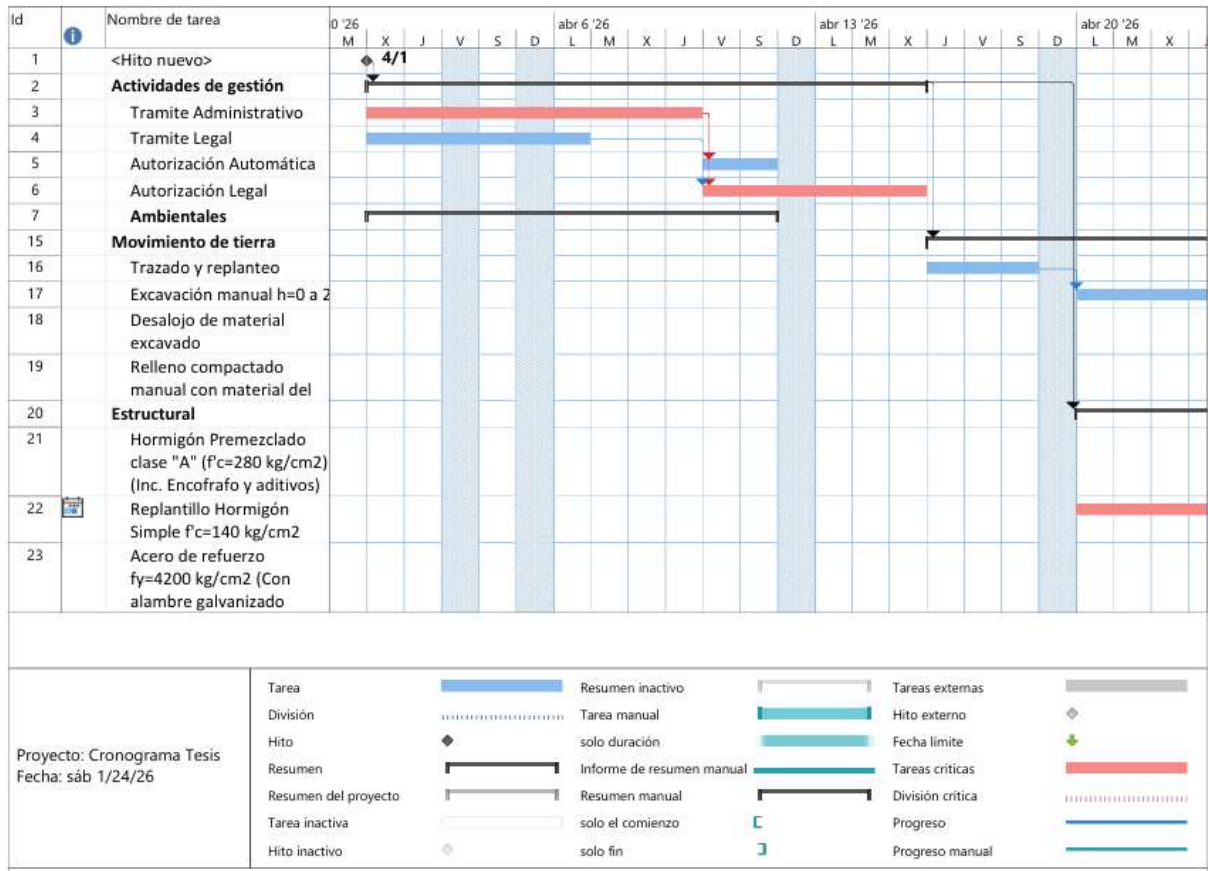 Id Nombre de tarea 0 '26 abr 6 '26 abr 13 '26 abr 20 '26
M X J V S D L M X J V S D L M X J V S D L M X J
1 <Hito nuevo> 4/1
2 Actividades de gestión
3 Tramite Administrativo
4 Tramite Legal
5 Autorización Automática
6 Autorización Legal
7 Ambientales
15 Movimiento de tierra
16 Trazado y replanteo
17 Excavación manual h=0 a 2
18 Desalojo de material
excavado
19 Relleno compactado
manual con material del
20 Estructural
21 Hormigón Premezclado
clase "A" (f'c=280 kg/cm2)
(Inc. Encofrafo y aditivos)
22 Replantillo Hormigón
Simple f'c=140 kg/cm2
23 Acero de refuerzo
fy=4200 kg/cm2 (Con
alambre galvanizado
Proyecto: Cronograma Tesis
Fecha: sáb 1/24/26
Tarea
División
Hito
Resumen
Resumen del proyecto
Tarea inactiva
Hito inactivo
Resumen inactivo
Tarea manual
solo duración
Informe de resumen manual
Resumen manual
solo el comienzo
solo fin
Tareas externas
Hito externo
Fecha límite
Tareas críticas
División crítica
Progreso
Progreso manual